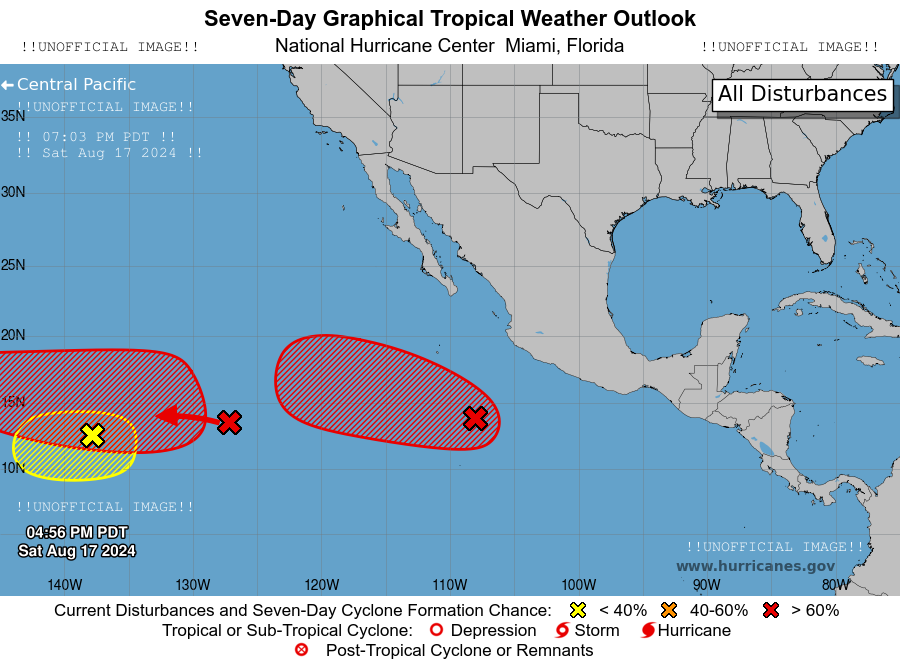 Seven-Day Graphical Tropical Weather Outlook
!!UNOFFICIAL IMAGE!! National Hurricane Center Miami, Florida !!UNOFFICIAL IMAGE!!
Central Pacific
All Disturbances
!!UNOFFICIAL IMAGE!!
35N
!! 07:03 PM PDT !!
!! Sat Aug 17 2024 !!
30N
25N
20N
15N
10N
!!UNOFFICIAL IMAGE!!
04:56 PM PDT
Sat Aug 17 2024
!!UNOFFICIAL IMAGE!!
www.hurricanes.gov
140W 130W 120W 110W 100W 90W 80W
Current Disturbances and Seven-Day Cyclone Formation Chance: < 40% 40-60% > 60%
Tropical or Sub-Tropical Cyclone: Depression Storm Hurricane
Post-Tropical Cyclone or Remnants